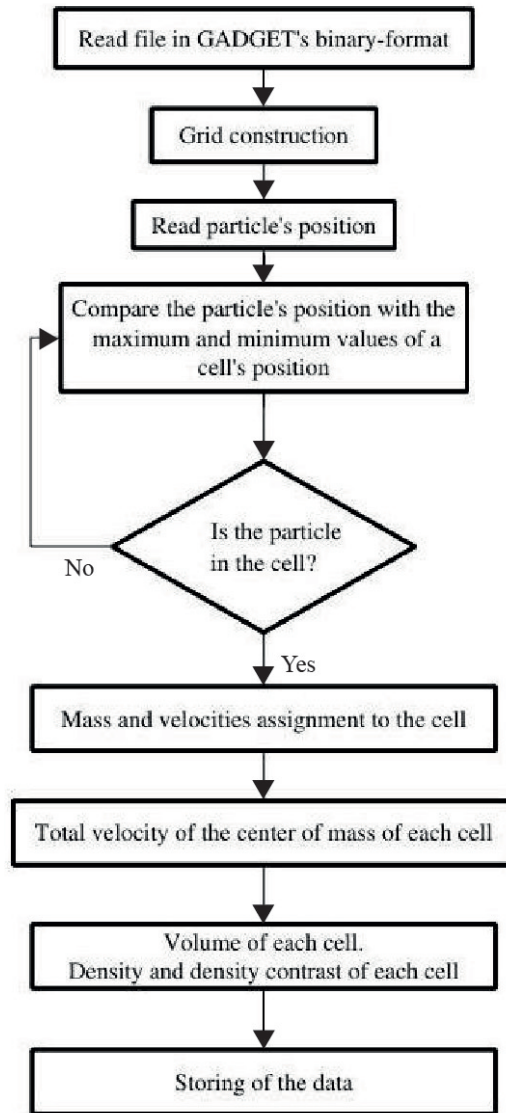 Read file in GADGET's binary-format
Grid construction
Read particle's position
Compare the particle's position with the
maximum and minimum values of a
cell's position
Is the particle
in the cell?
No
Yes
Mass and velocities assignment to the cell
Total velocity of the center of mass of each cell
Volume of each cell.
Density and density contrast of each cell
Storing of the data